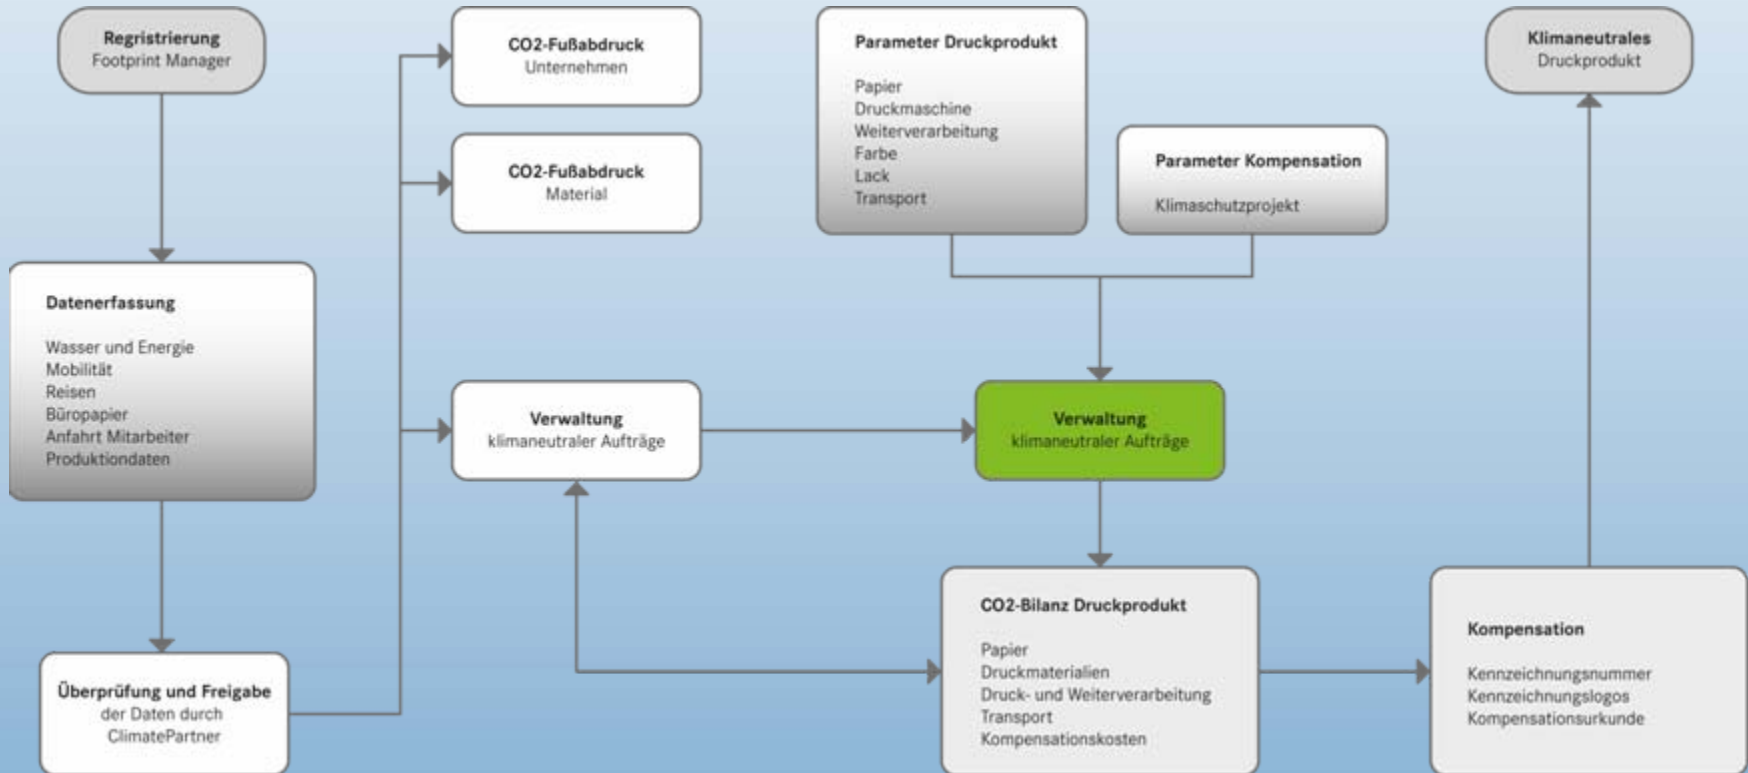 Regristrierung
Footprint Manager
Datenerfassung
Wasser und Energie
Mobilität
Reisen
Büropapier
Anfahrt Mitarbeiter
Produktiondaten
Überprüfung und Freigabe
der Daten durch
ClimatePartner
CO2-Fußabdruck
Unternehmen
CO2-Fußabdruck
Material
Verwaltung
klimaneutraler Aufträge
Parameter Druckprodukt
Papier
Druckmaschine
Weiterverarbeitung
Farbe
Lack
Transport
Parameter Kompensation
Klimaschutzprojekt
Verwaltung
klimaneutraler Aufträge
CO2-Bilanz Druckprodukt
Papier
Druckmaterialien
Druck- und Weiterverarbeitung
Transport
Kompensationskosten
Kompensation
Kennzeichnungsnummer
Kennzeichnungslogos
Kompensationsurkunde
Klimaneutrales
Druckprodukt